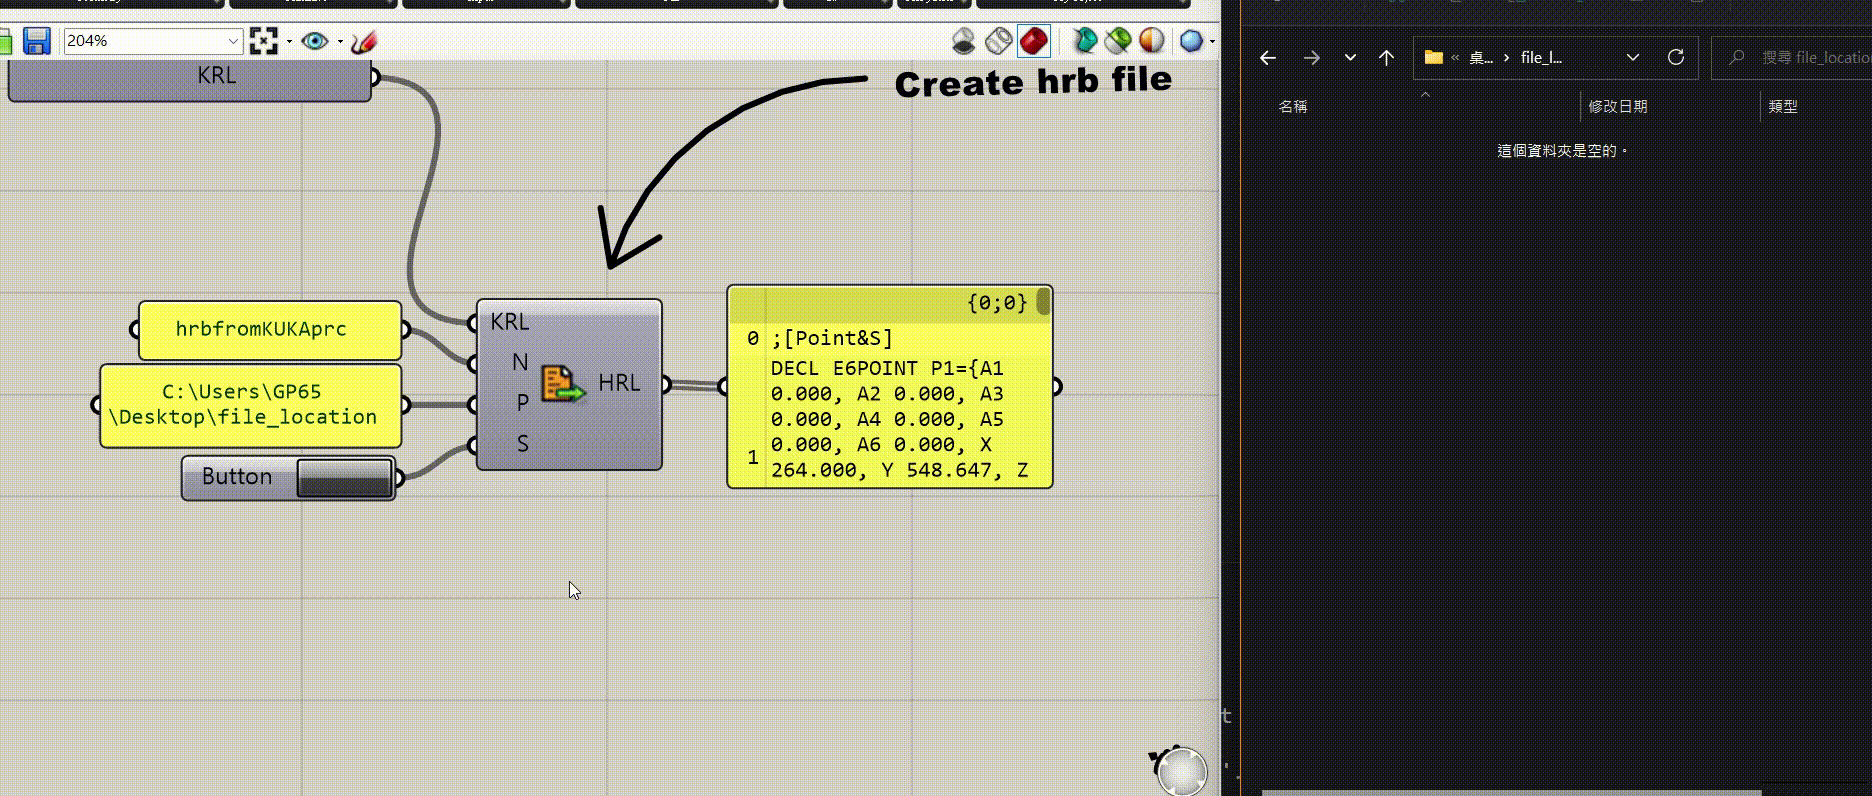 204%
KRL
Create hrb file
hrbfromKUKAprc
C:\Users\GP65
\Desktop\file_location
Button
KRL
N
P
S
HRL
{0;0}
0 ;[Point&S]
DECL E6POINT P1={A1
0.000, A2 0.000, A3
0.000, A4 0.000, A5
0.000, A6 0.000, X
1 264.000, Y 548.647, Z
t
« 桌... › file_l...
搜尋 file_location
名稱
修改日期
類型
這個資料夾是空的。